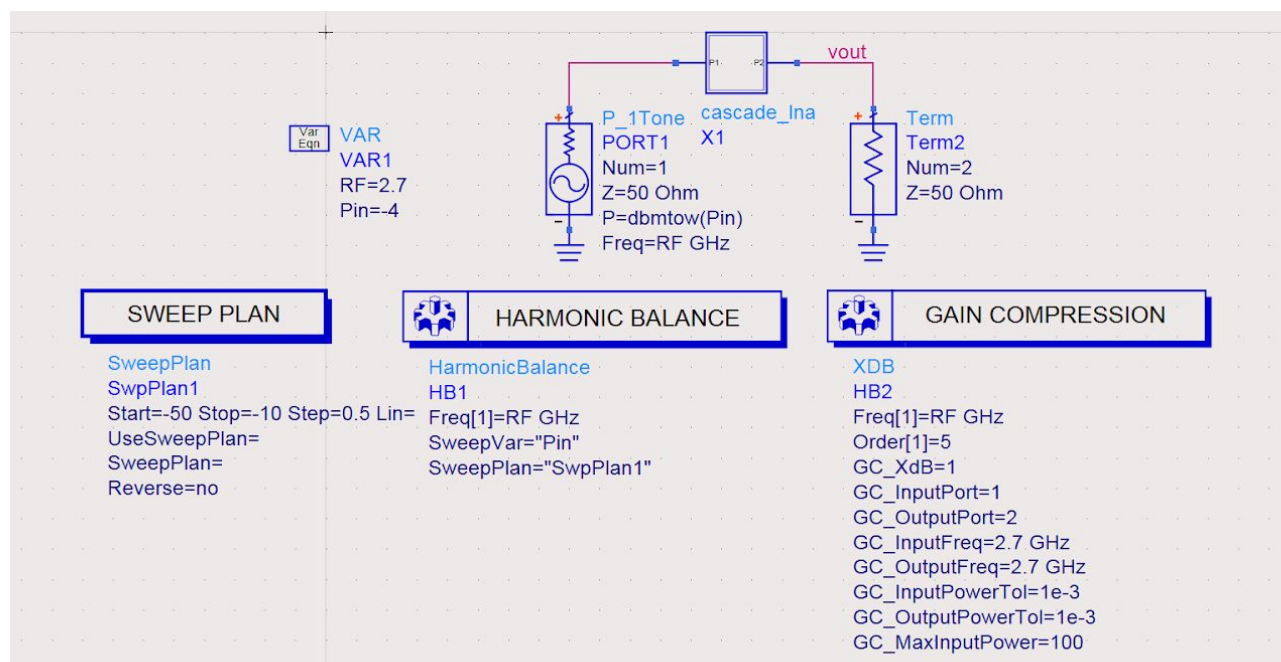 vout
P1
P2
cascade_lna
X1
P_1Tone
PORT1
Num=1
Z=50 Ohm
P=dbmtow(Pin)
Freq=RF GHz
+
-
Term
Term2
Num=2
Z=50 Ohm
+
-
Var
Eqn
VAR
VAR1
RF=2.7
Pin=-4
SWEEP PLAN
SweepPlan
SwpPlan1
Start=-50 Stop=-10 Step=0.5 Lin=
UseSweepPlan=
SweepPlan=
Reverse=no
HARMONIC BALANCE
HarmonicBalance
HB1
Freq[1]=RF GHz
SweepVar="Pin"
SweepPlan="SwpPlan1"
GAIN COMPRESSION
XDB
HB2
Freq[1]=RF GHz
Order[1]=5
GC_XdB=1
GC_InputPort=1
GC_OutputPort=2
GC_InputFreq=2.7 GHz
GC_OutputFreq=2.7 GHz
GC_InputPowerTol=1e-3
GC_OutputPowerTol=1e-3
GC_MaxInputPower=100